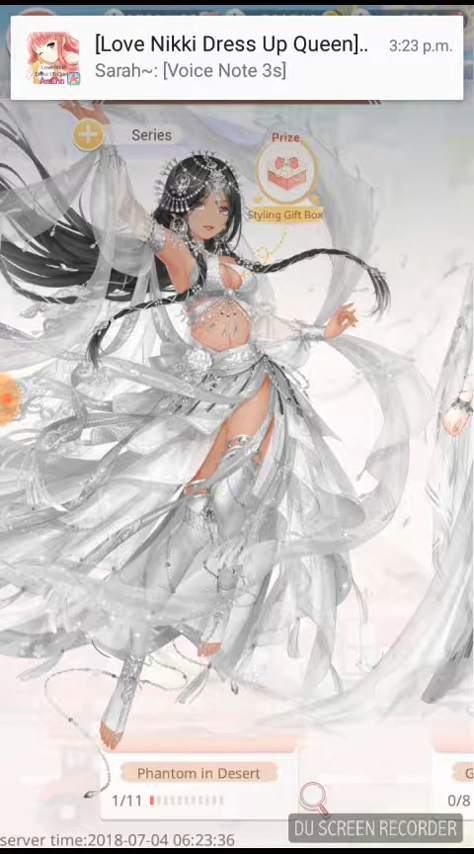 [Love Nikki Dress Up Queen]..
3:23 p.m.
Sarah~: [Voice Note 3s]
Series
Prize
Styling Gift Box
Phantom in Desert
1/11
G
0/8
DU SCREEN RECORDER
server time:2018-07-04 06:23:36